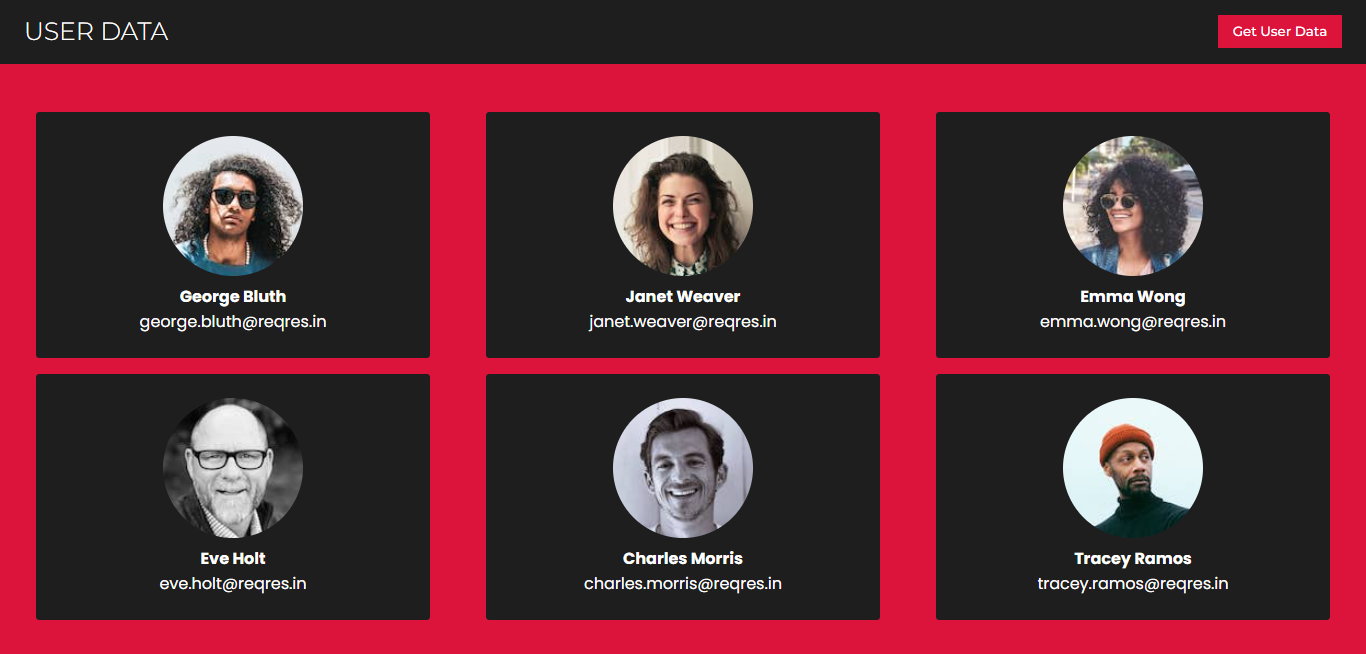 USER DATA
Get User Data
George Bluth
george.bluth@reqres.in
Janet Weaver
janet.weaver@reqres.in
Emma Wong
emma.wong@reqres.in
Eve Holt
eve.holt@reqres.in
Charles Morris
charles.morris@reqres.in
Tracey Ramos
tracey.ramos@reqres.in